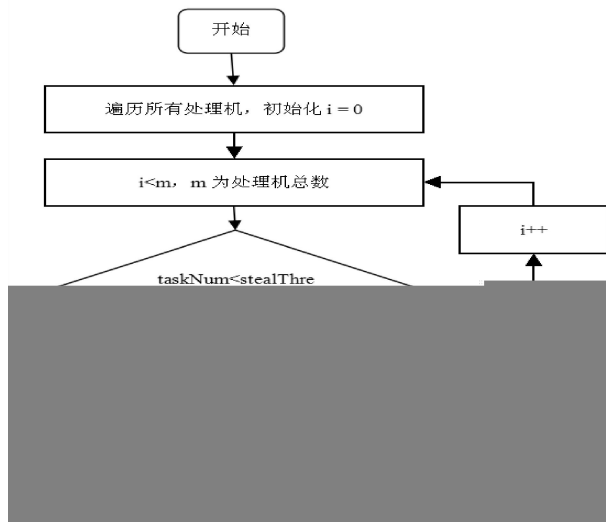 开始
遍历所有处理机，初始化 i = 0
i<m，m 为处理机总数
i++
taskNum<stealThre